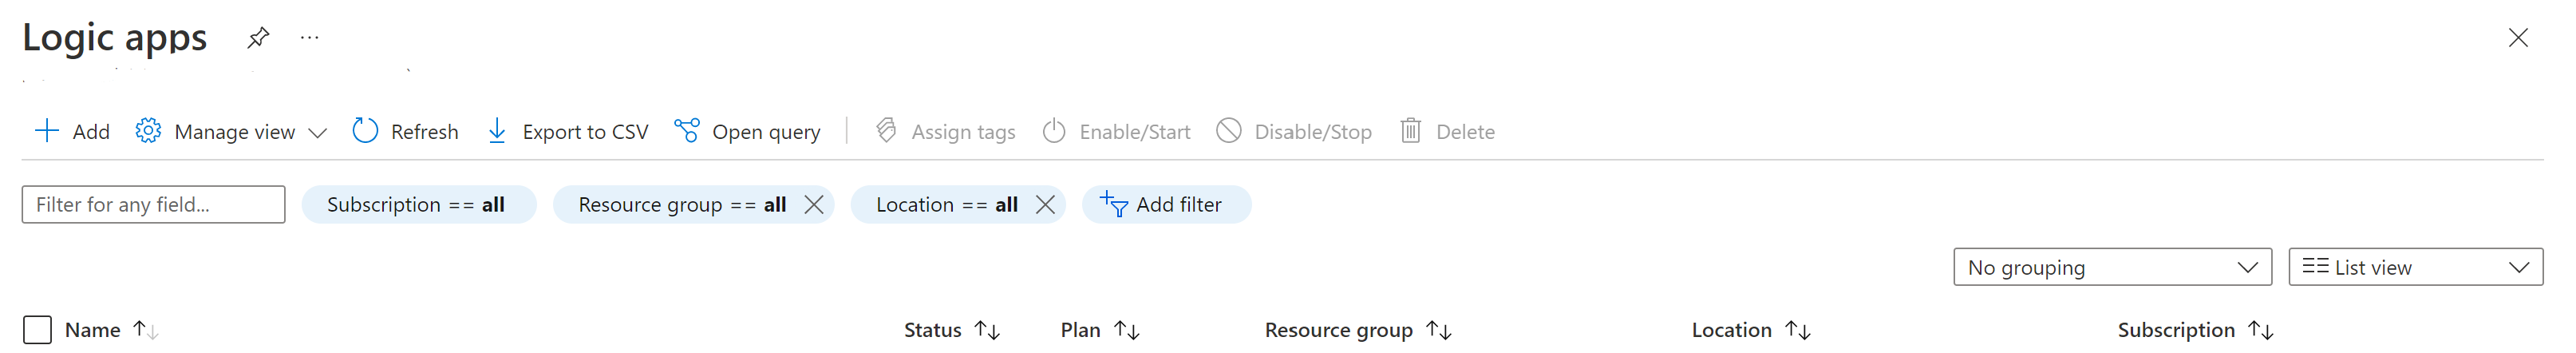 Logic apps
Add Manage view Refresh Export to CSV Open query Assign tags Enable/Start Disable/Stop Delete
Filter for any field... Subscription == all Resource group == all Location == all Add filter
No grouping List view
Name Status Plan Resource group Location Subscription